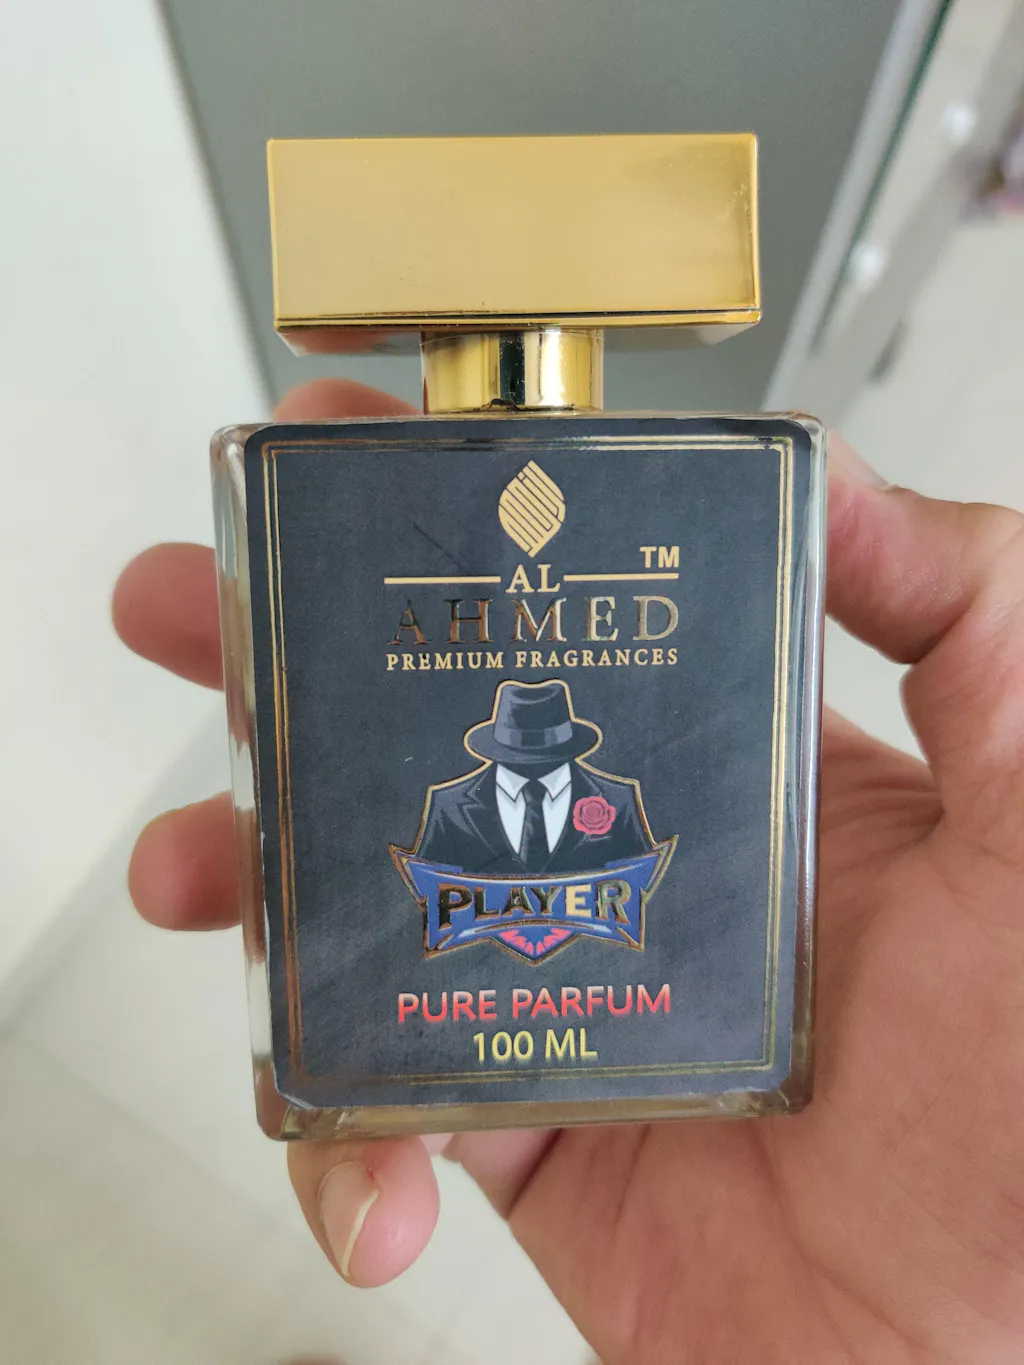 TM
AL
AHMED
PREMIUM FRAGRANCES
PLAYER
PURE PARFUM
100 ML